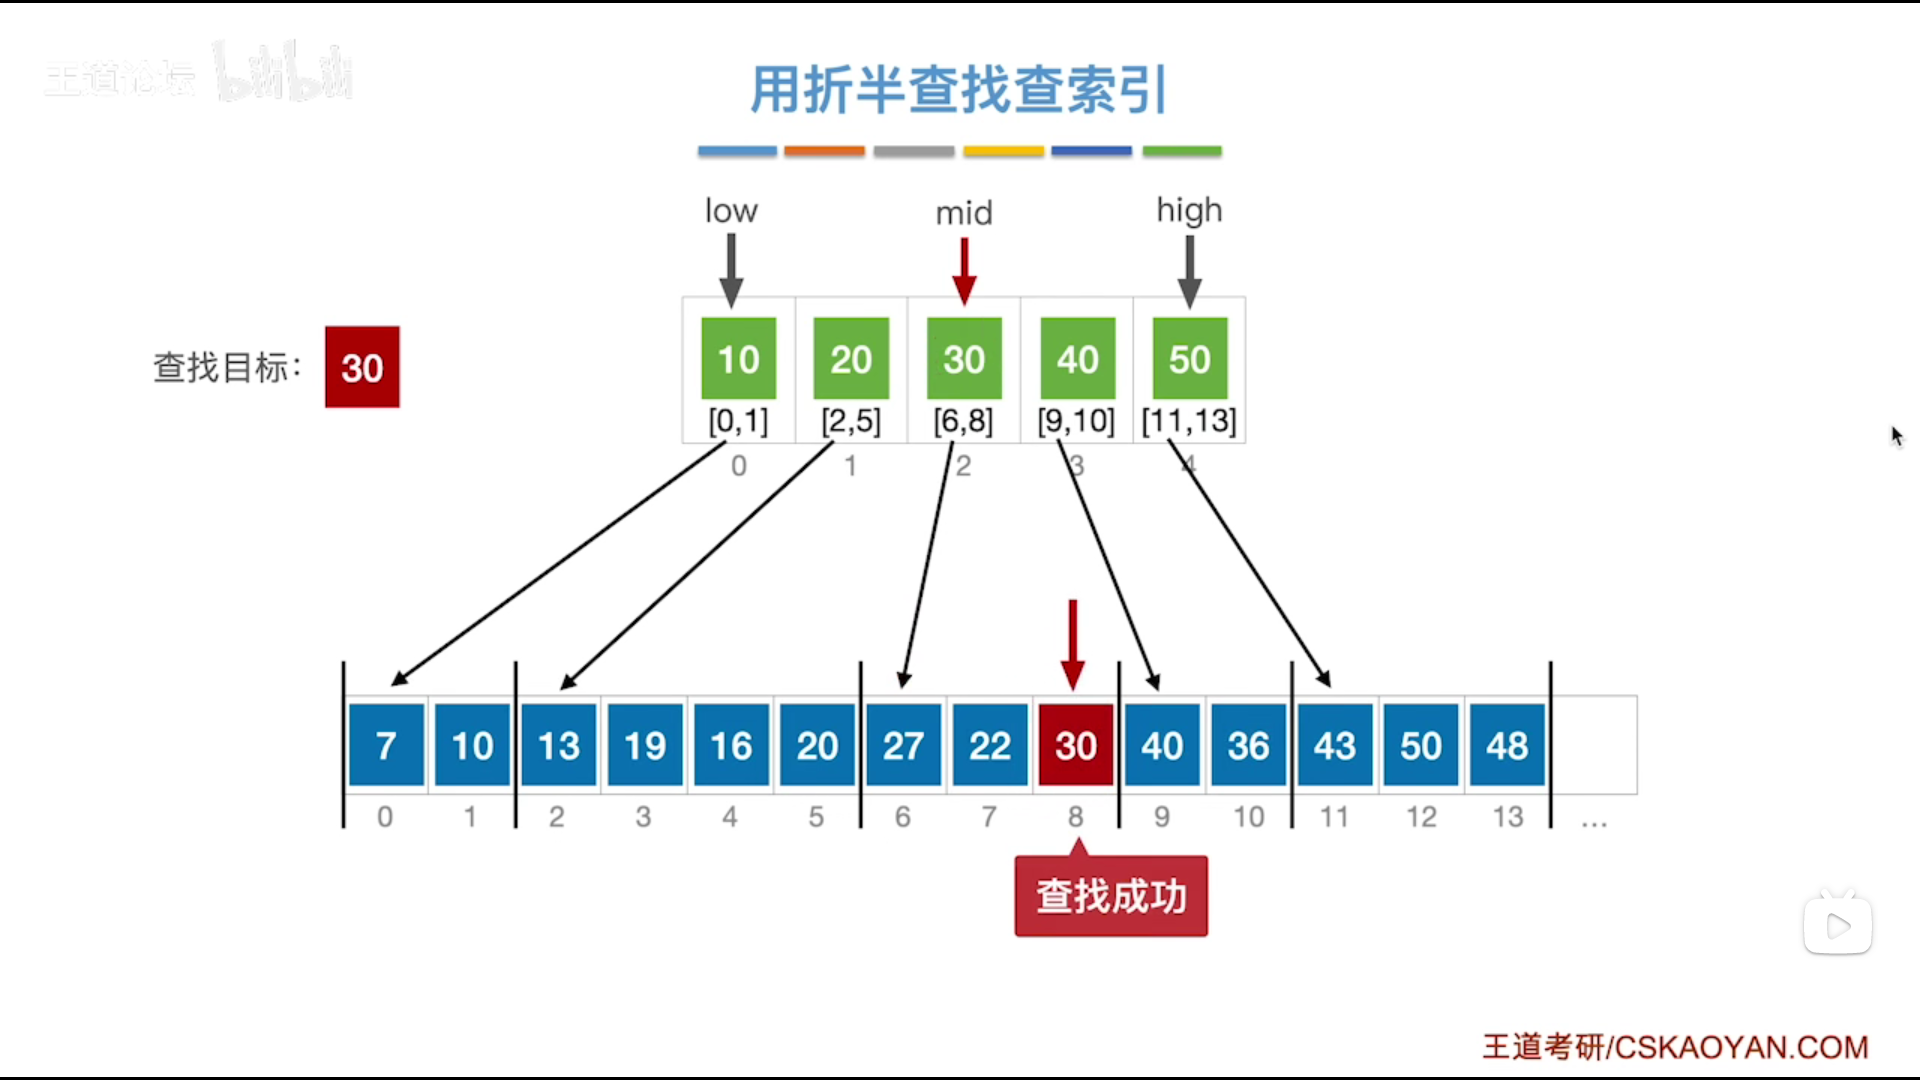 王道论坛 bilibili
用折半查找查索引
low mid high
查找目标： 30
10 20 30 40 50
[0,1] [2,5] [6,8] [9,10] [11,13]
0 1 2 3 4
7 10 13 19 16 20 27 22 30 40 36 43 50 48
0 1 2 3 4 5 6 7 8 9 10 11 12 13 ...
查找成功
王道考研/CSKAOYAN.COM